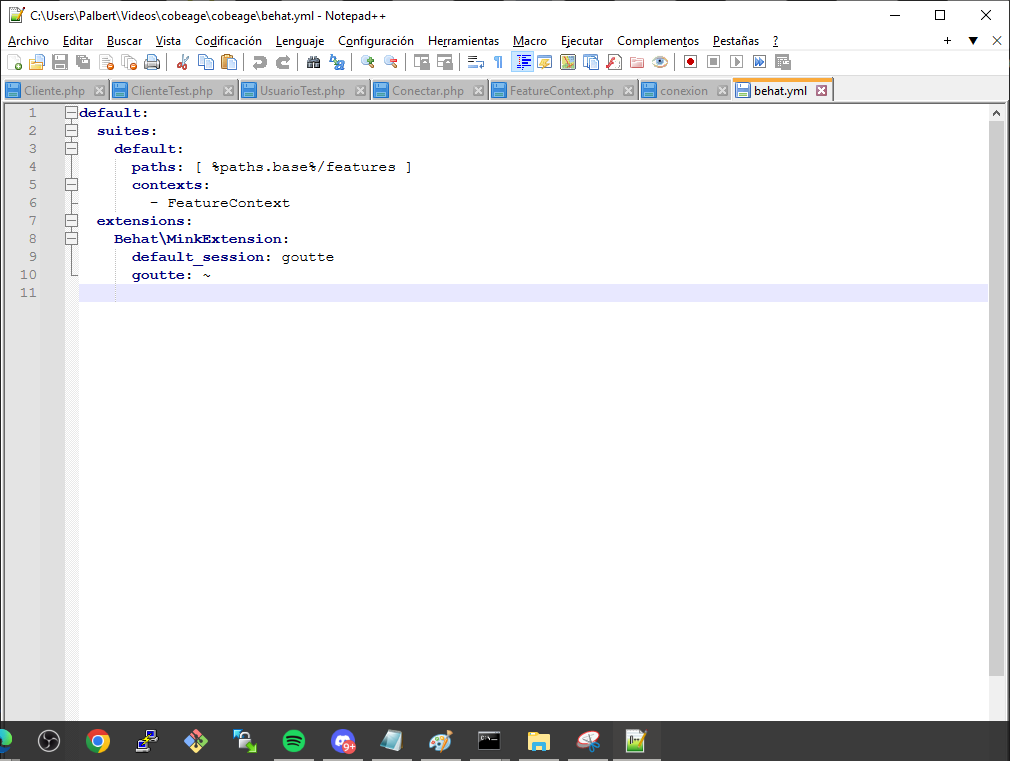 C:\Users\Palbert\Videos\cobeage\cobeage\behat.yml - Notepad++
Archivo Editar Buscar Vista Codificación Lenguaje Configuración Herramientas Macro Ejecutar Complementos Pestañas ?
Cliente.php ClienteTest.php UsuarioTest.php Conectar.php FeatureContext.php conexion behat.yml
1 default:
2 suites:
3 default:
4 paths: [ %paths.base%/features ]
5 contexts:
6 - FeatureContext
7 extensions:
8 Behat\MinkExtension:
9 default_session: goutte
10 goutte: ~
11
9+